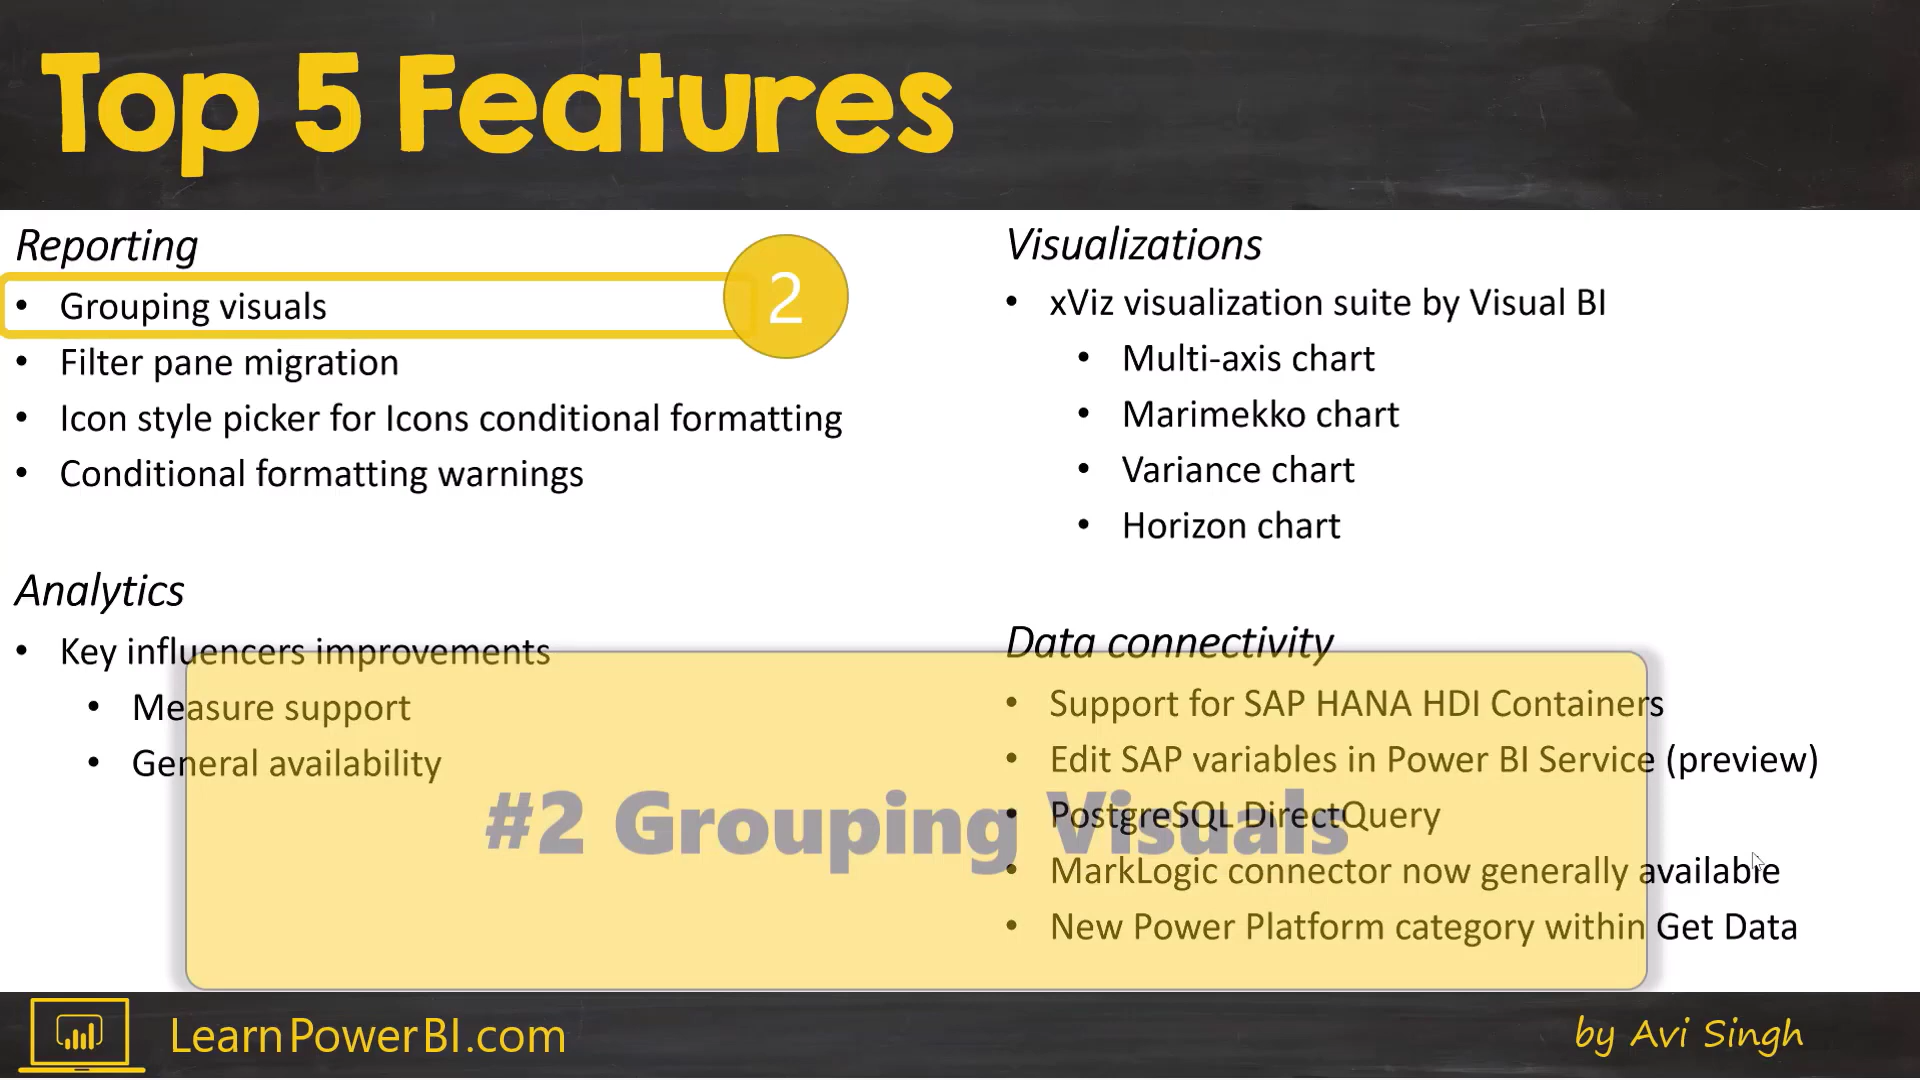 Top 5 Features
Reporting
• Grouping visuals
2
• Filter pane migration
• Icon style picker for Icons conditional formatting
• Conditional formatting warnings
Analytics
• Key influencers improvements
• Measure support
• General availability
Visualizations
• xViz visualization suite by Visual BI
• Multi-axis chart
• Marimekko chart
• Variance chart
• Horizon chart
Data connectivity
• Support for SAP HANA HDI Containers
• Edit SAP variables in Power BI Service (preview)
• PostgreSQL DirectQuery
• MarkLogic connector now generally available
• New Power Platform category within Get Data
#2 Grouping Visuals
LearnPowerBI.com
by Avi Singh